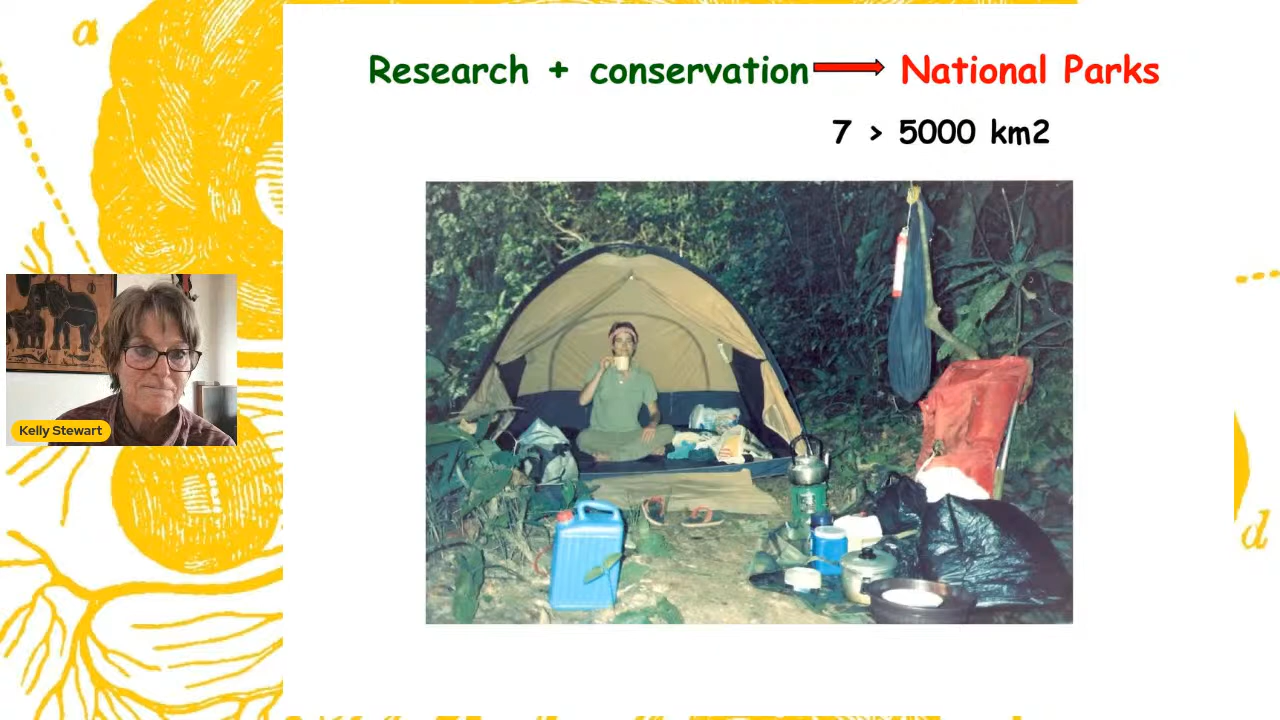 a
Research + conservation National Parks
7 > 5000 km2
Kelly Stewart
d